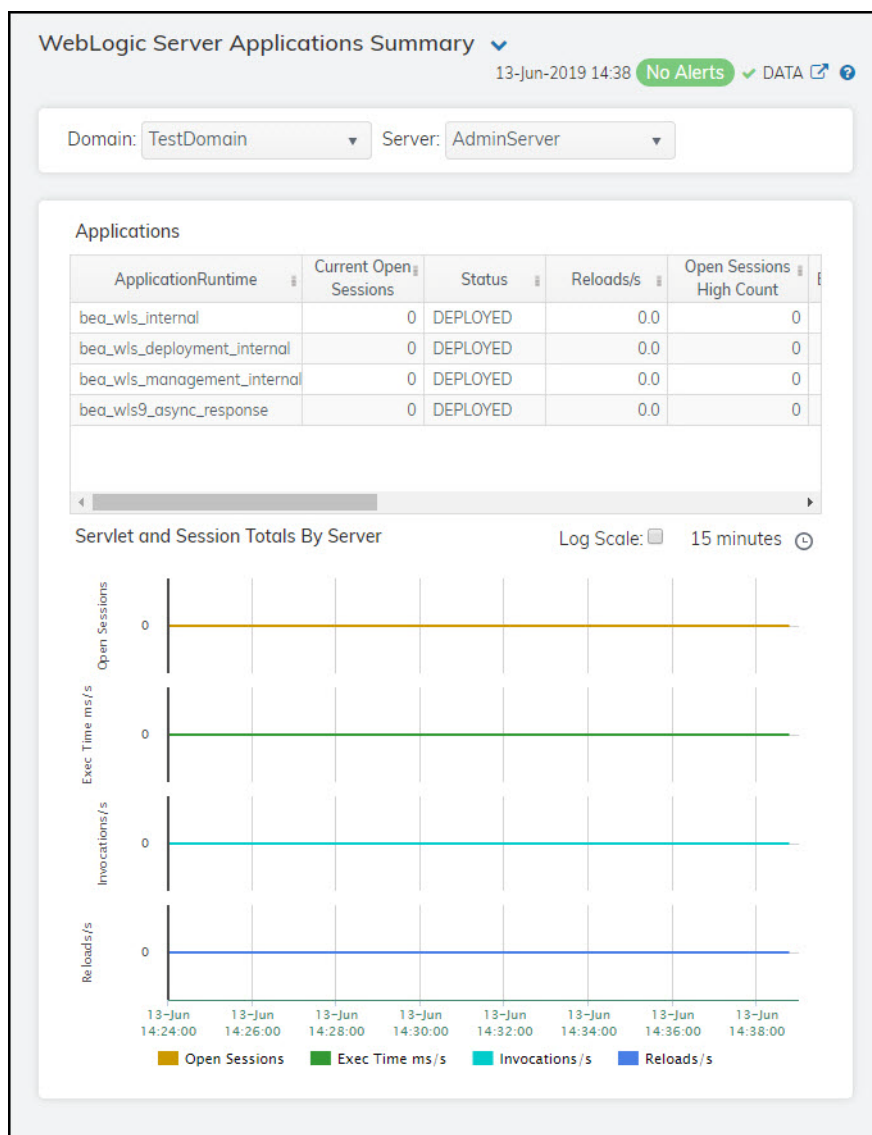 WebLogic Server Applications Summary
13-Jun-2019 14:38 No Alerts DATA
Domain: TestDomain Server: AdminServer
Applications
ApplicationRuntime Current Open Sessions Status Reloads/s Open Sessions High Count
bea_wls_internal 0 DEPLOYED 0.0 0
bea_wls_deployment_internal 0 DEPLOYED 0.0 0
bea_wls_management_internal 0 DEPLOYED 0.0 0
bea_wls9_async_response 0 DEPLOYED 0.0 0
Servlet and Session Totals By Server Log Scale: 15 minutes
Open Sessions 0
Exec Time ms/s 0
Invocations/s 0
Reloads/s 0
13-Jun 13-Jun 13-Jun 13-Jun 13-Jun 13-Jun 13-Jun 13-Jun
14:24:00 14:26:00 14:28:00 14:30:00 14:32:00 14:34:00 14:36:00 14:38:00
Open Sessions Exec Time ms/s Invocations/s Reloads/s